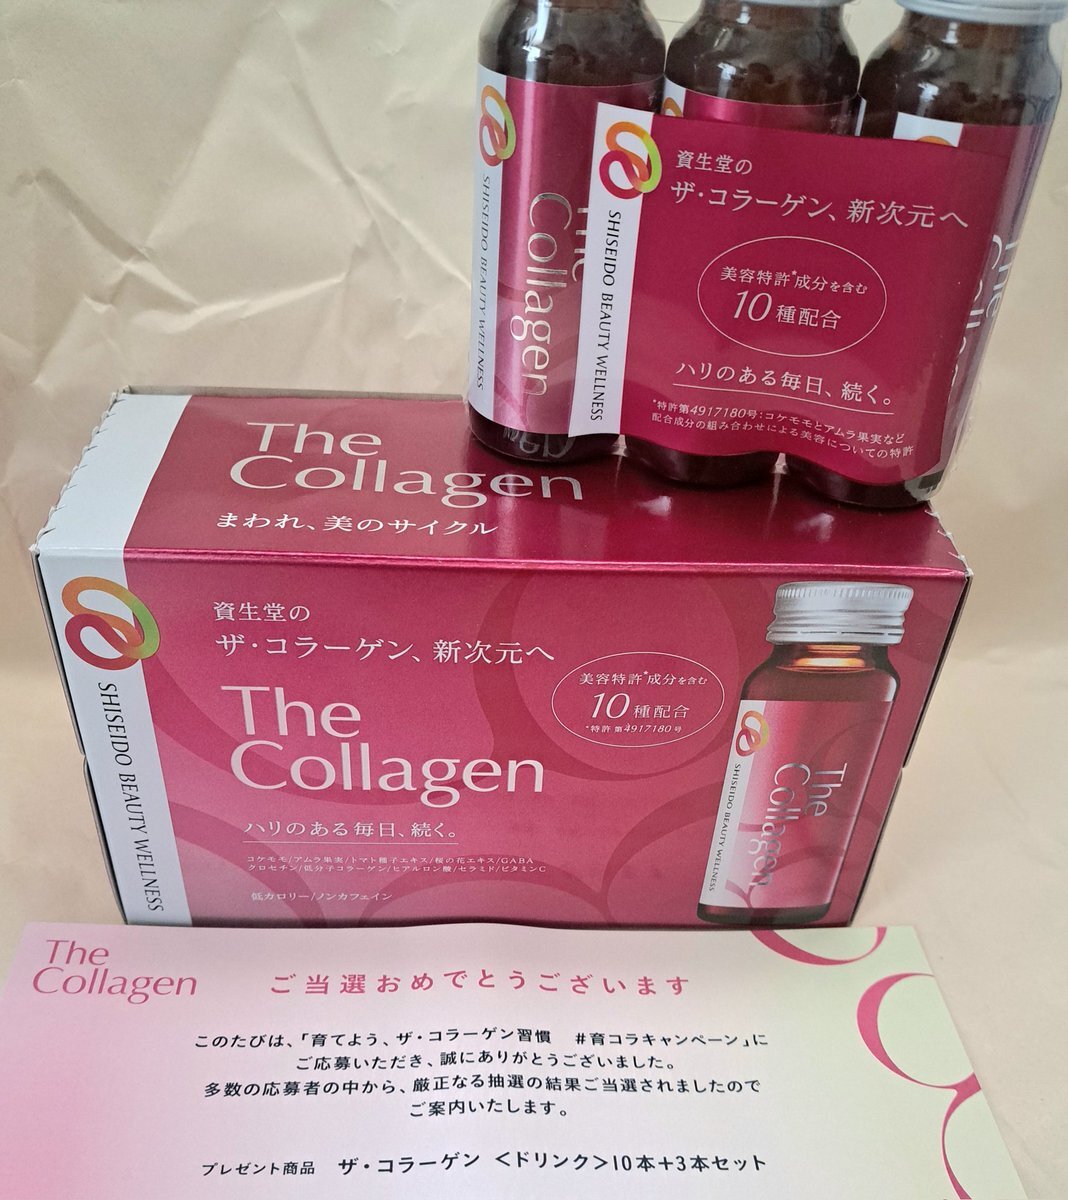 The
Collagen
SHISEIDO BEAUTY WELLNESS
SHISEIDO BEAUTY WELLNESS
資生堂の
ザ・コラーゲン、新次元へ
美容特許*成分を含む
10種配合
ハリのある毎日、続く。
*特許第4917180号:コケモモとアムラ果実など
配合成分の組み合わせによる美容についての特許
The
Collagen
まわれ、美のサイクル
SHISEIDO BEAUTY WELLNESS
資生堂の
ザ・コラーゲン、新次元へ
The
Collagen
美容特許*成分を含む
10種配合
*特許 第4917180号
ハリのある毎日、続く。
コケモモ/アムラ果実/トマト種子エキス/桜の花エキス/GABA
クロセチン/低分子コラーゲン/ヒアルロン酸/セラミド/ビタミンC
低カロリー/ノンカフェイン
The
Collagen
SHISEIDO BEAUTY WELLNESS
The
Collagen
ご当選おめでとうございます
このたびは、「育てよう、ザ・コラーゲン習慣　#育コラキャンペーン」に
ご応募いただき、誠にありがとうございました。
多数の応募者の中から、厳正なる抽選の結果ご当選されましたので
ご案内いたします。
プレゼント商品　ザ・コラーゲン ＜ドリンク＞10本+3本セット